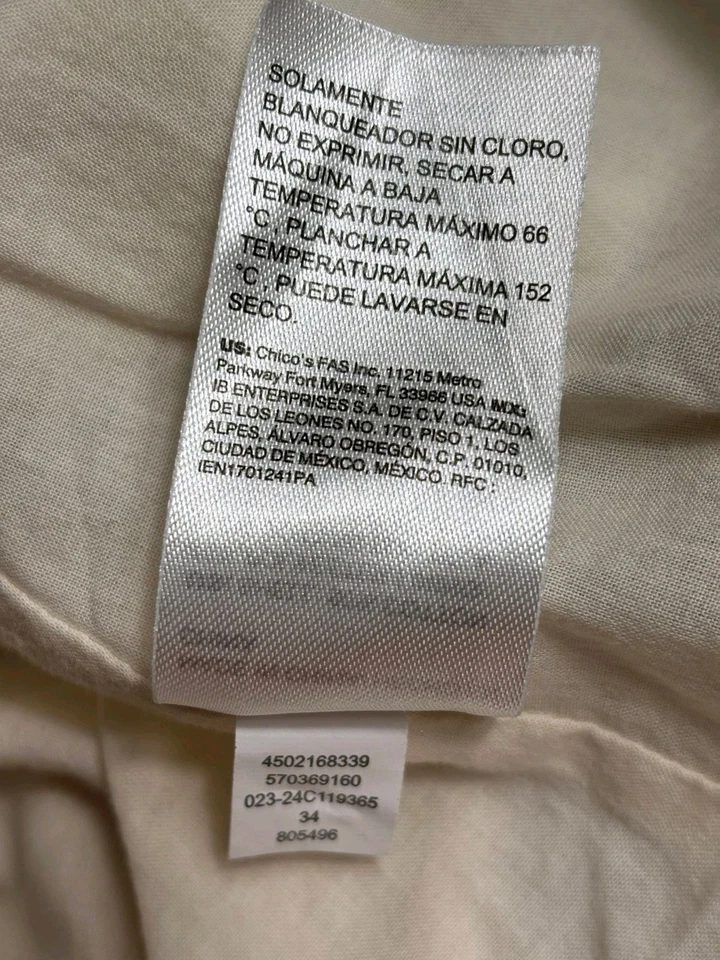 SOLAMENTE
BLANQUEADOR SIN CLORO,
NO EXPRIMIR, SECAR A
MÁQUINA A BAJA
TEMPERATURA MÁXIMO 66
°C , PLANCHAR A
TEMPERATURA MÁXIMA 152
°C , PUEDE LAVARSE EN
SECO.
US: Chico's FAS Inc. 11215 Metro
Parkway Fort Myers, FL 33966 USA MX:
IB ENTERPRISES S.A. DE C.V. CALZADA
DE LOS LEONES NO. 170, PISO 1, LOS
ALPES, ÁLVARO OBREGÓN, C.P. 01010,
CIUDAD DE MÉXICO, MÉXICO. RFC :
IEN1701241PA
4502168339
570369160
023-24C119365
34
805496